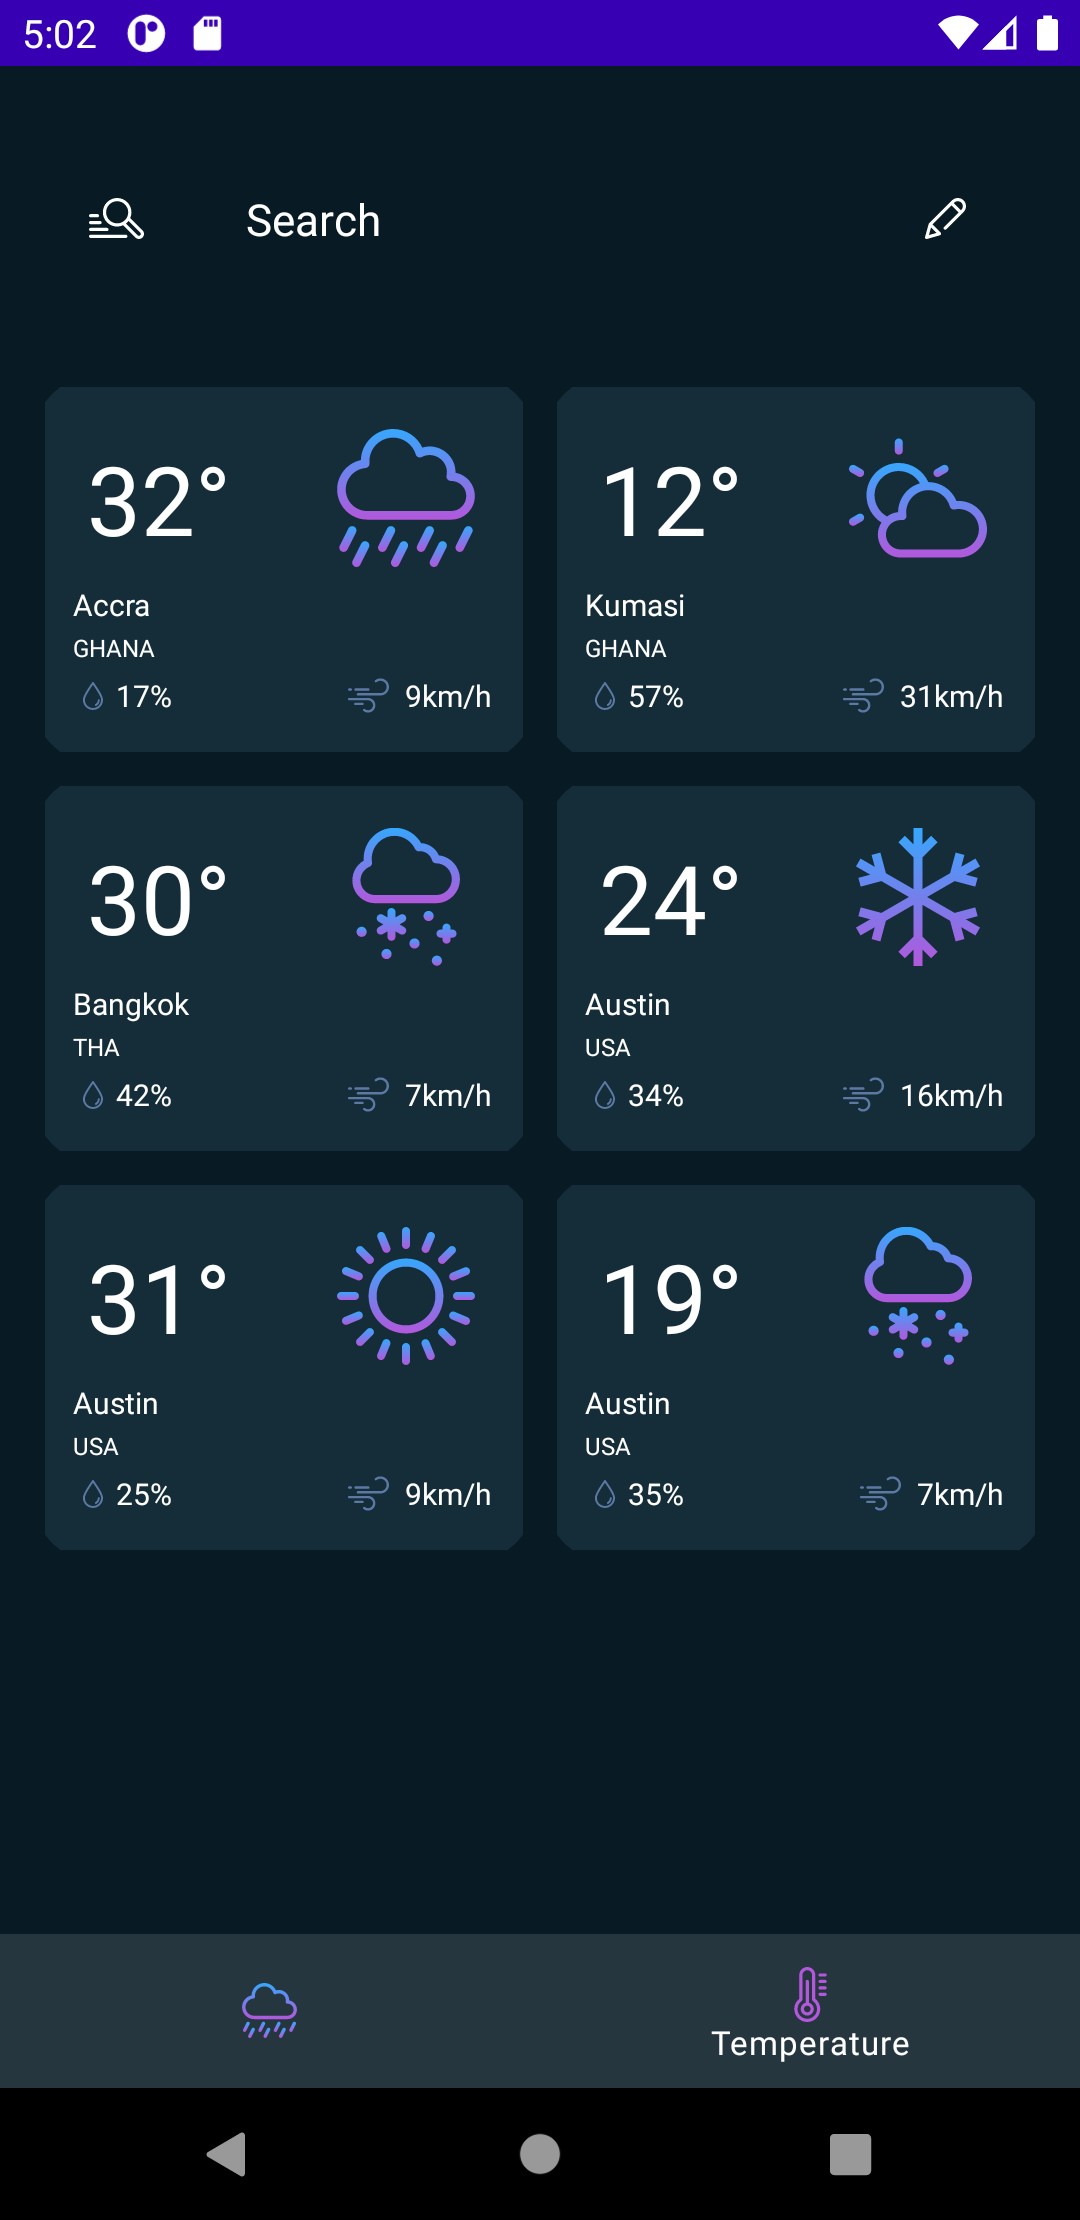 5:02
Search
32°
Accra
GHANA
17% 9km/h
12°
Kumasi
GHANA
57% 31km/h
30°
Bangkok
THA
42% 7km/h
24°
Austin
USA
34% 16km/h
31°
Austin
USA
25% 9km/h
19°
Austin
USA
35% 7km/h
Temperature